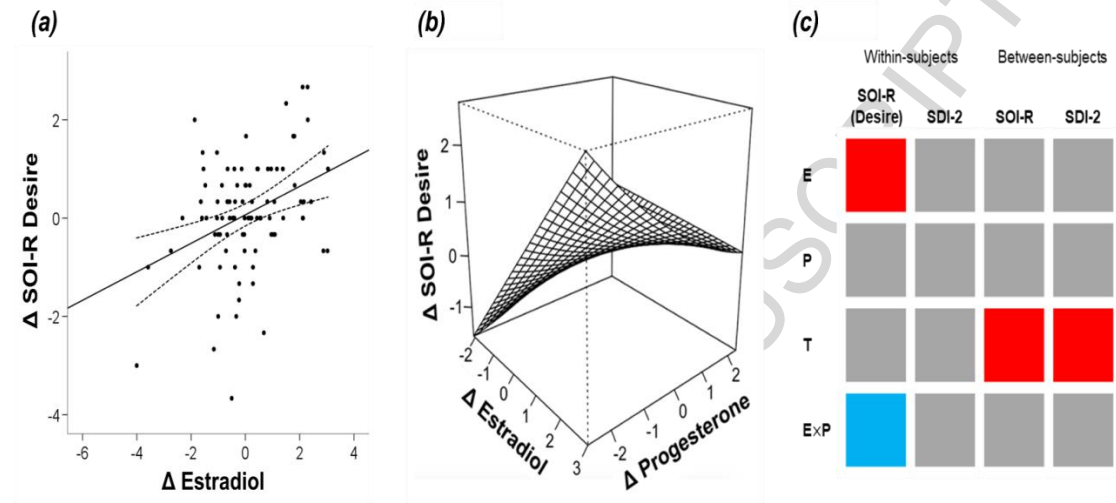 (a)
Δ SOI-R Desire
2
0
-2
-4
-6
-4
-2
0
2
4
Δ Estradiol
(b)
Δ SOI-R Desire
2
1
0
-1
-2
-1
0
1
2
3
Δ Estradiol
-2
-1
0
1
2
Δ Progesterone
(c)
Within-subjects Between-subjects
SOI-R
(Desire) SDI-2 SOI-R SDI-2
E
P
T
E×P